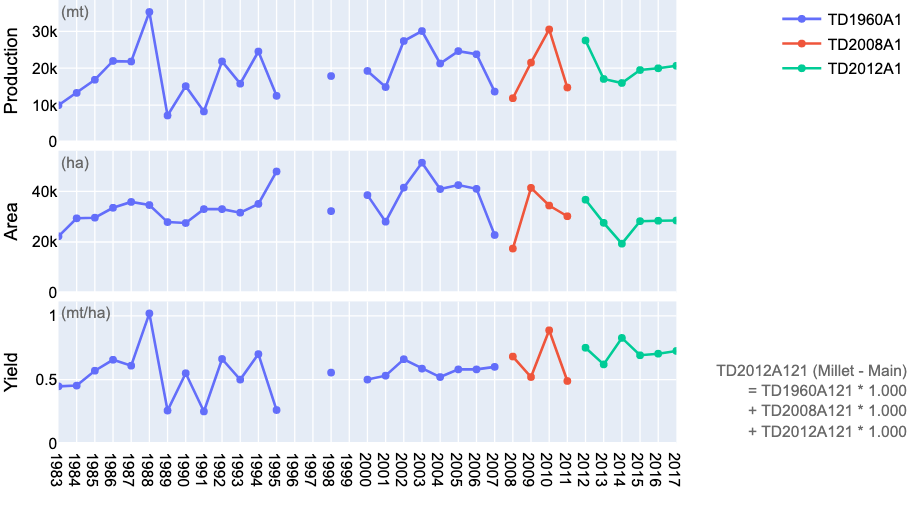 (mt)
Production
30k
20k
10k
0
TD1960A1
TD2008A1
TD2012A1
(ha)
Area
40k
20k
0
(mt/ha)
Yield
1
0.5
0
1983
1984
1985
1986
1987
1988
1989
1990
1991
1992
1993
1994
1995
1996
1998
1999
2000
2001
2002
2003
2004
2005
2006
2007
2008
2009
2010
2011
2012
2013
2014
2015
2016
2017
TD2012A121 (Millet - Main)
= TD1960A121 * 1.000
+ TD2008A121 * 1.000
+ TD2012A121 * 1.000